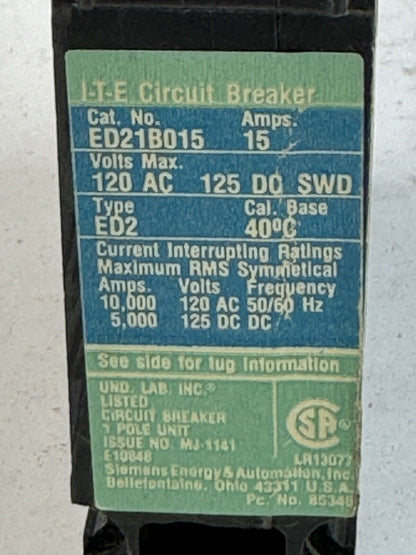 I-T-E Circuit Breaker
Cat. No. Amps.
ED21B015 15
Volts Max.
120 AC 125 DC SWD
Type Cal. Base
ED2 40ºC
Current Interrupting Ratings
Maximum RMS Symmetical
Amps. Volts Frequency
10,000 120 AC 50/60 Hz
5,000 125 DC DC
See side for lug information
UND. LAB. INC.®
LISTED
CIRCUIT BREAKER
1 POLE UNIT
ISSUE NO. MJ-1141
E10848 LR13077
SA ®
Siemens Energy & Automation, Inc.
Bellefontaine, Ohio 43311 U.S.A.
Pc. No. 85340